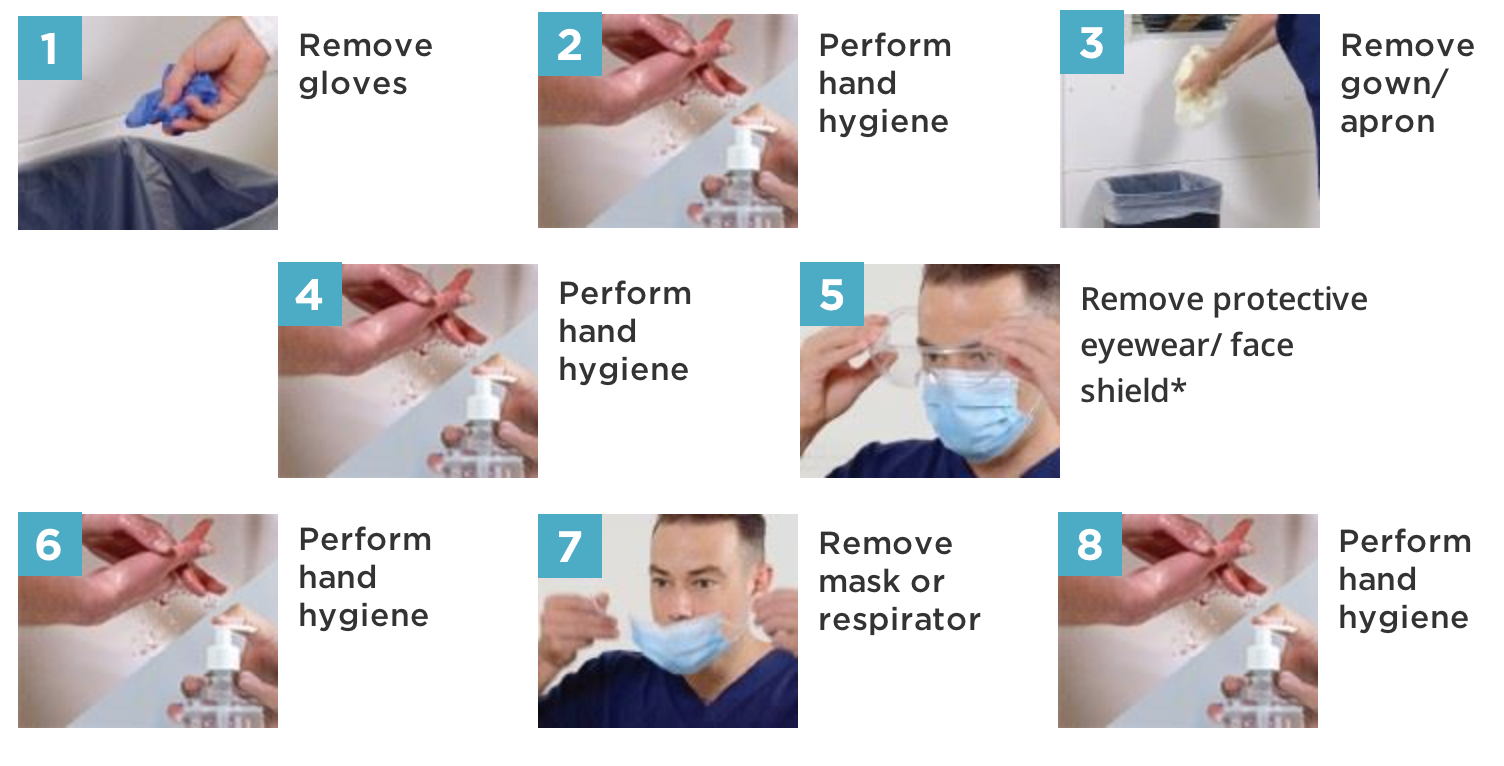 1
Remove
gloves
2
Perform
hand
hygiene
3
Remove
gown/
apron
4
Perform
hand
hygiene
5
Remove protective
eyewear/ face
shield*
6
Perform
hand
hygiene
7
Remove
mask or
respirator
8
Perform
hand
hygiene